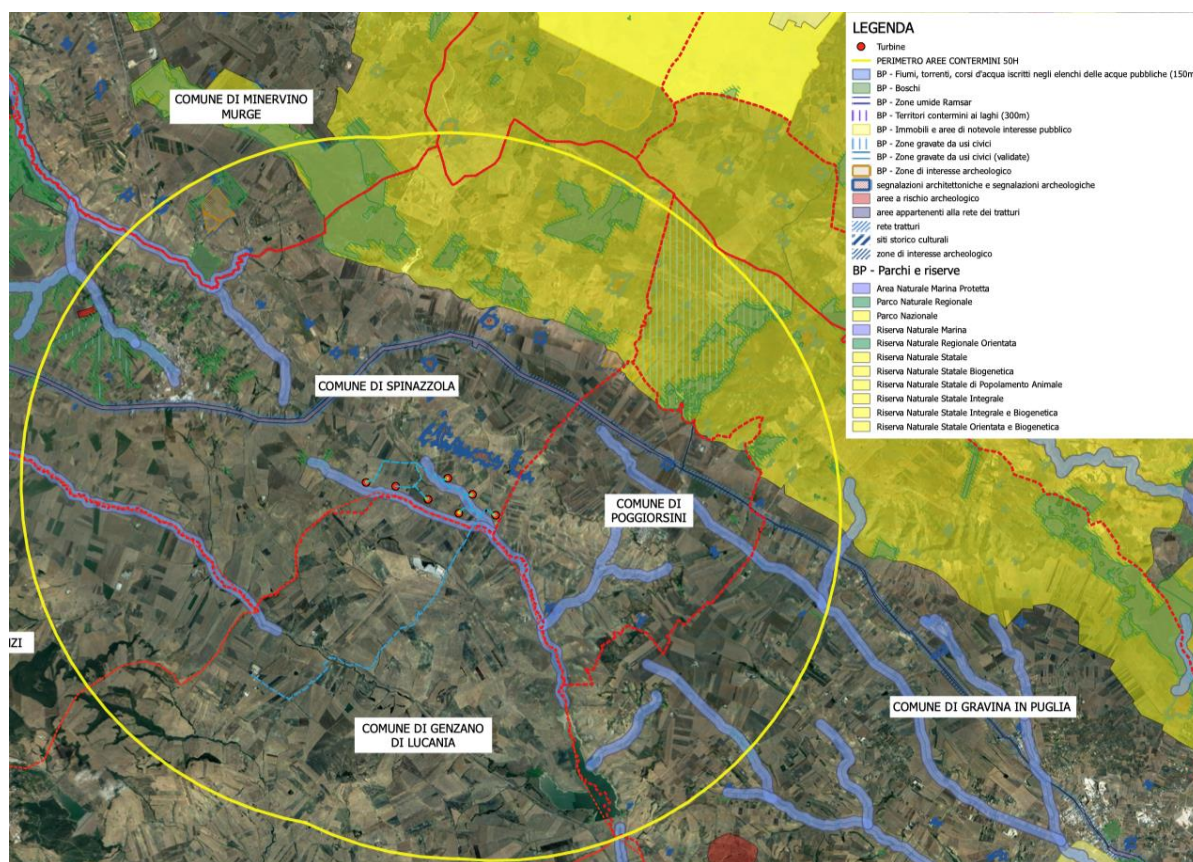 COMUNE DI MINERVINO
MURGE
COMUNE DI SPINAZZOLA
COMUNE DI
POGGIORSINI
NZI
COMUNE DI GENZANO
DI LUCANIA
COMUNE DI GRAVINA IN PUGLIA
LEGENDA
Turbine
PERIMETRO AREE CONTERMINI 50H
BP - Fiumi, torrenti, corsi d'acqua iscritti negli elenchi delle acque pubbliche (150m
BP - Boschi
BP - Zone umide Ramsar
BP - Territori contermini ai laghi (300m)
BP - Immobili e aree di notevole interesse pubblico
BP - Zone gravate da usi civici
BP - Zone gravate da usi civici (validate)
BP - Zone di interesse archeologico
segnalazioni architettoniche e segnalazioni archeologiche
aree a rischio archeologico
aree appartenenti alla rete dei tratturi
rete tratturi
siti storico culturali
zone di interesse archeologico
BP - Parchi e riserve
Area Naturale Marina Protetta
Parco Naturale Regionale
Parco Nazionale
Riserva Naturale Marina
Riserva Naturale Regionale Orientata
Riserva Naturale Statale
Riserva Naturale Statale Biogenetica
Riserva Naturale Statale di Popolamento Animale
Riserva Naturale Statale Integrale
Riserva Naturale Statale Integrale e Biogenetica
Riserva Naturale Statale Orientata e Biogenetica